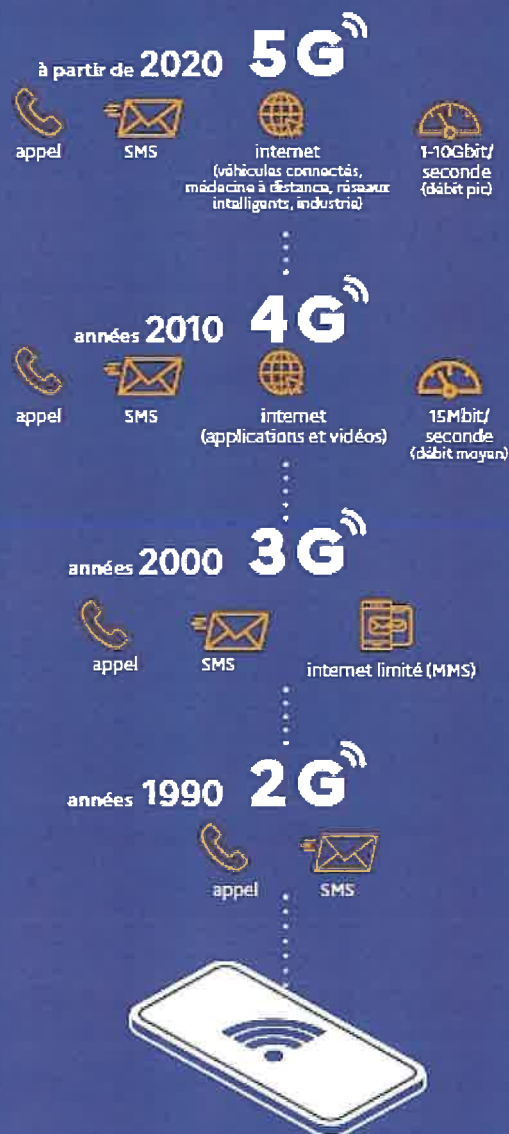 à partir de 2020 5G
appel
SMS
internet
(véhicules connectés,
médecine à distance, réseaux
intelligents, industrie)
1-10Gbit/
seconde
(débit pic)
années 2010 4G
appel
SMS
internet
(applications et vidéos)
15Mbit/
seconde
(débit moyen)
années 2000 3G
appel
SMS
internet limité (MMS)
années 1990 2G
appel
SMS